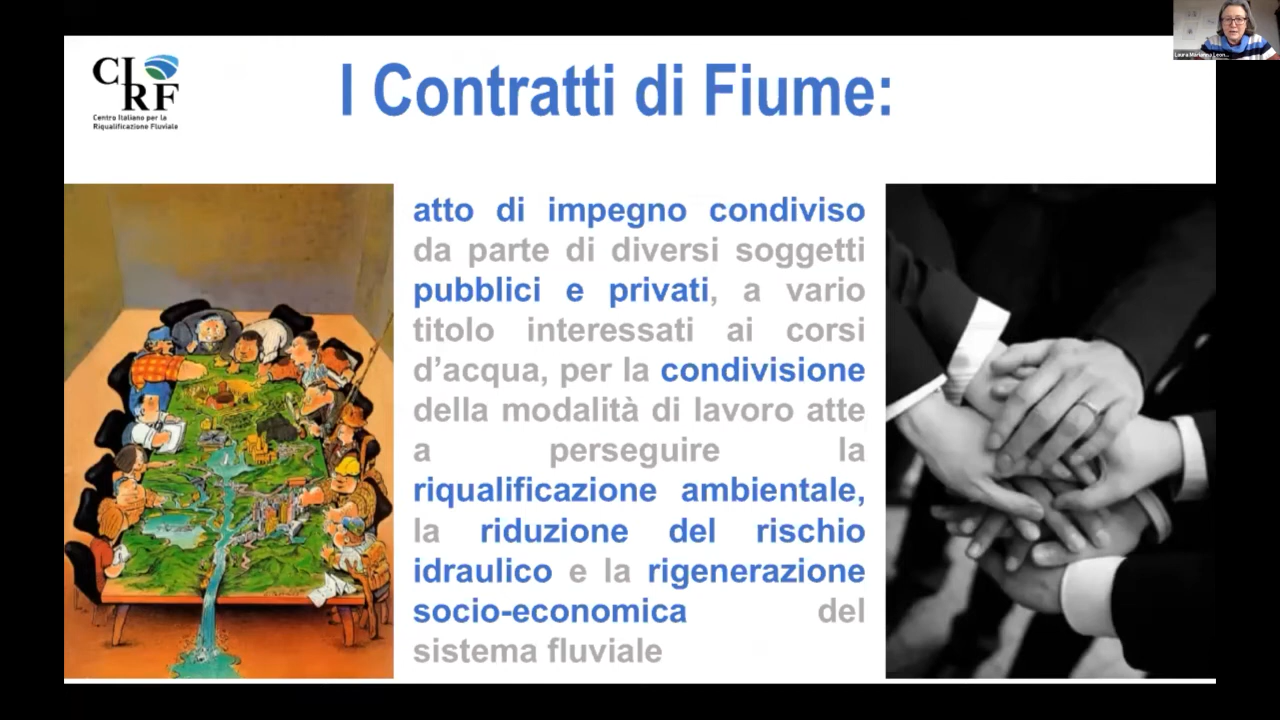 CIRF
Centro Italiano per la
Riqualificazione Fluviale
I Contratti di Fiume:
atto di impegno condiviso
da parte di diversi soggetti
pubblici e privati, a vario
titolo interessati ai corsi
d’acqua, per la condivisione
della modalità di lavoro atte
a perseguire la
riqualificazione ambientale,
la riduzione del rischio
idraulico e la rigenerazione
socio-economica del
sistema fluviale